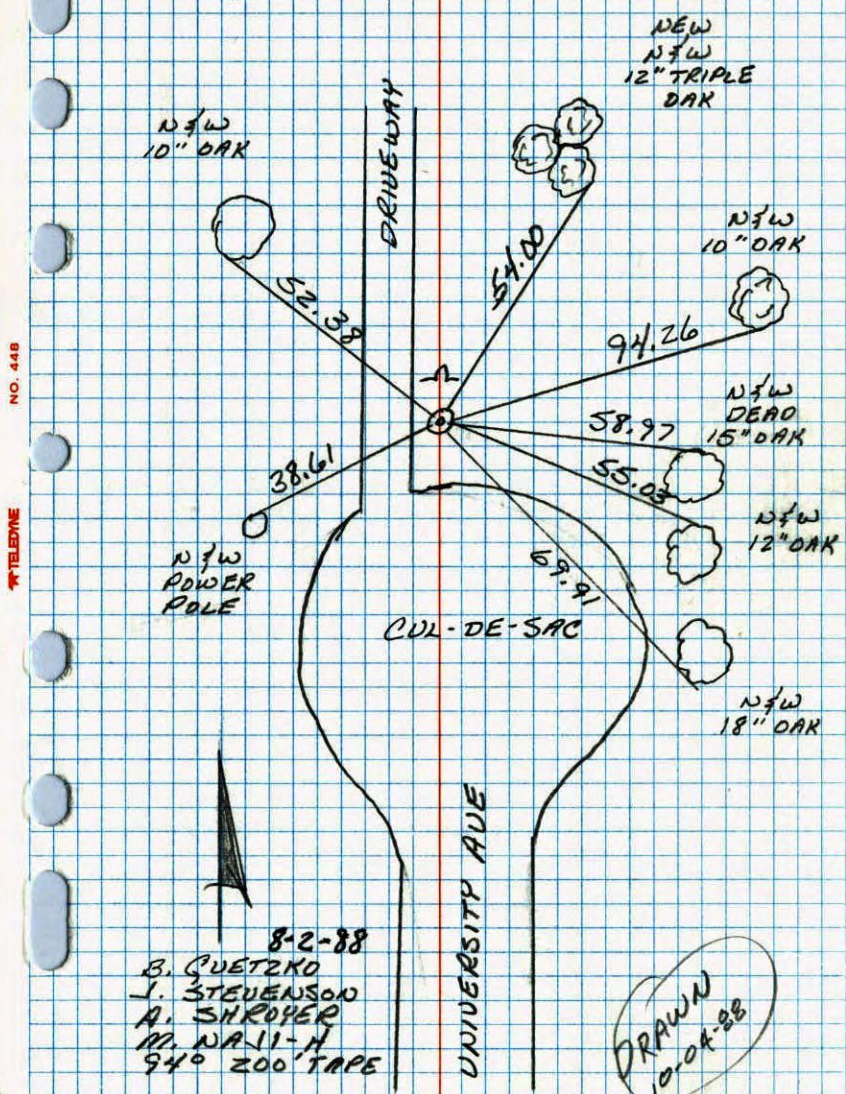 NEW
N & W
12" TRIPLE
OAK
N & W
10" OAK
DRIVEWAY
N & W
10" OAK
54.00
52.38
94.26
N & W
DEAD
15" OAK
58.97
55.03
38.61
N & W
12" OAK
N & W
POWER
POLE
69.91
CUL-DE-SAC
N & W
18" OAK
UNIVERSITY AVE
8-2-88
B. GUETZKO
J. STEVENSON
A. SHROYER
94° 200' TAPE
DRAWN
10-04-88
NO. 448
TELEDYNE